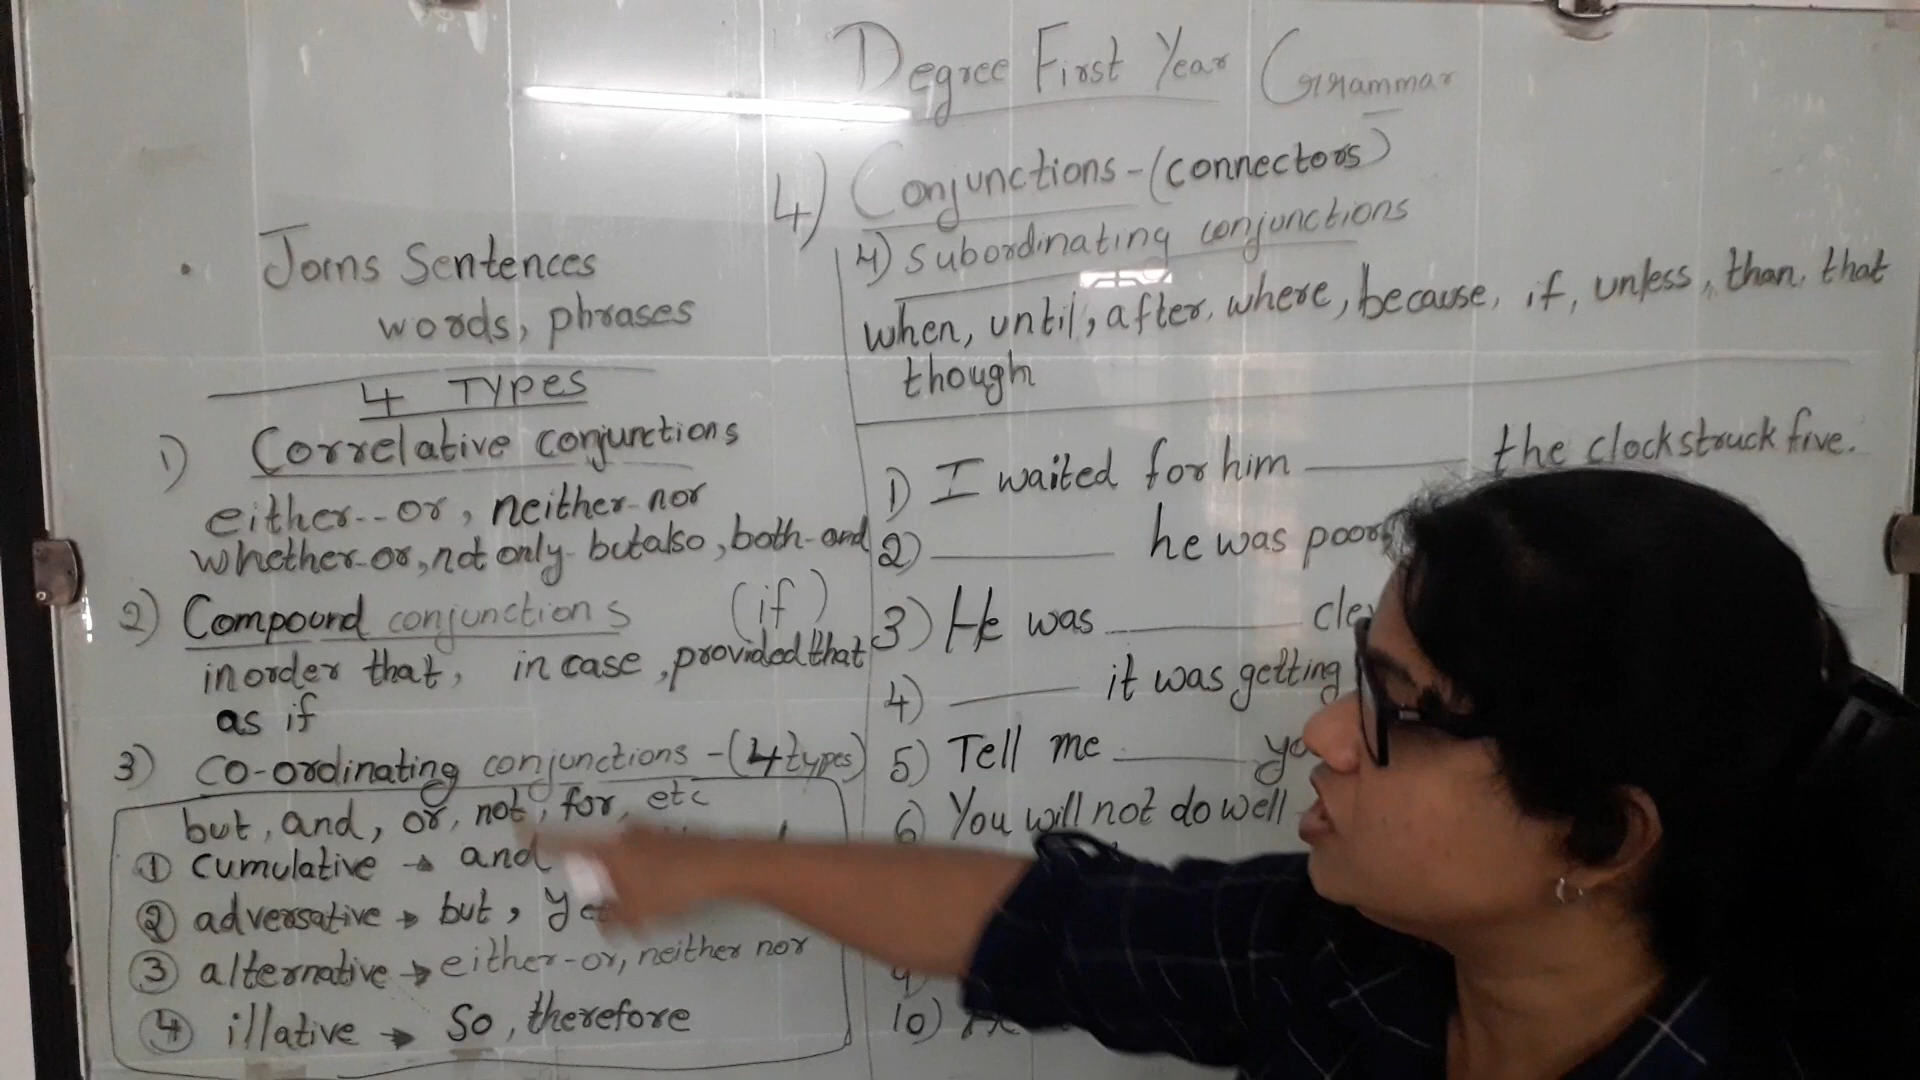 Degree First Year Grammar
4) Conjunctions - (connectors)
• Joins Sentences
words, phrases
4 TYPES
1) Correlative conjunctions
either--or, neither-nor
whether-or, not only-but also, both-and
2) Compound conjunctions (if)
in order that, in case, provided that
as if
3) co-ordinating conjunctions - (4 types)
but, and, or, not, for, etc
① cumulative → and
② adversative → but, yet
③ alternative → either-or, neither nor
④ illative → So, therefore
4) subordinating conjunctions
when, until, after, where, because, if, unless, than, that
though
1) I waited for him ______ the clock struck five.
2) ______ he was poor
3) He was ______
4) ______ it was getting
5) Tell me ______
6) You will not do well
10)